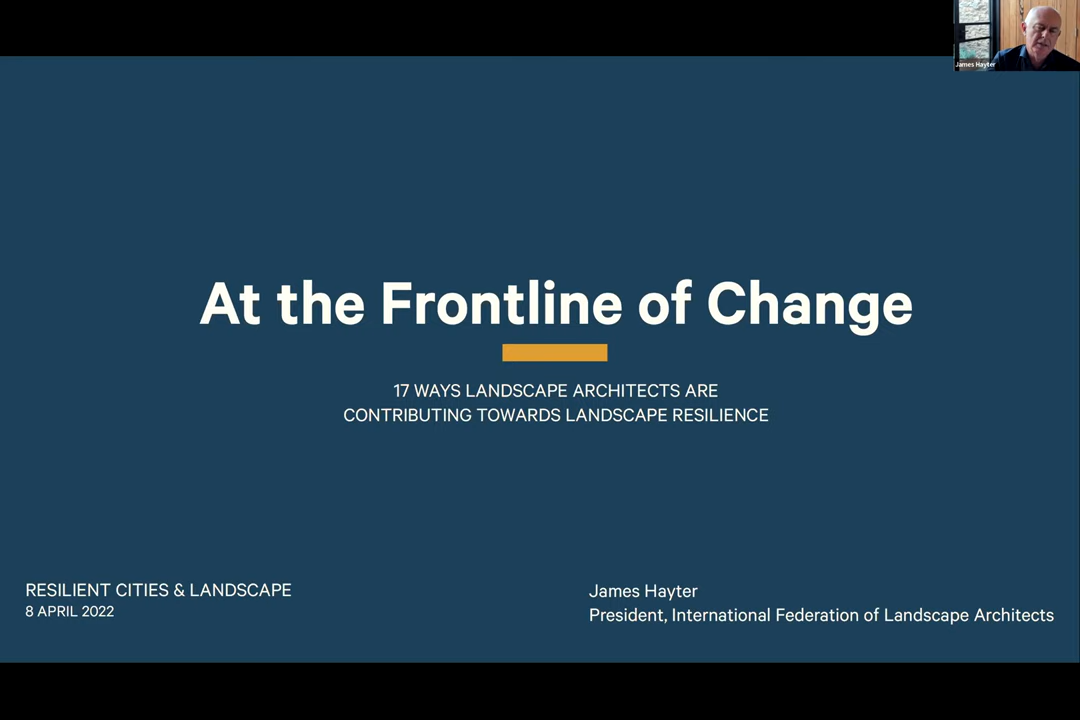 James Hayter
At the Frontline of Change
17 WAYS LANDSCAPE ARCHITECTS ARE
CONTRIBUTING TOWARDS LANDSCAPE RESILIENCE
RESILIENT CITIES & LANDSCAPE
8 APRIL 2022
James Hayter
President, International Federation of Landscape Architects